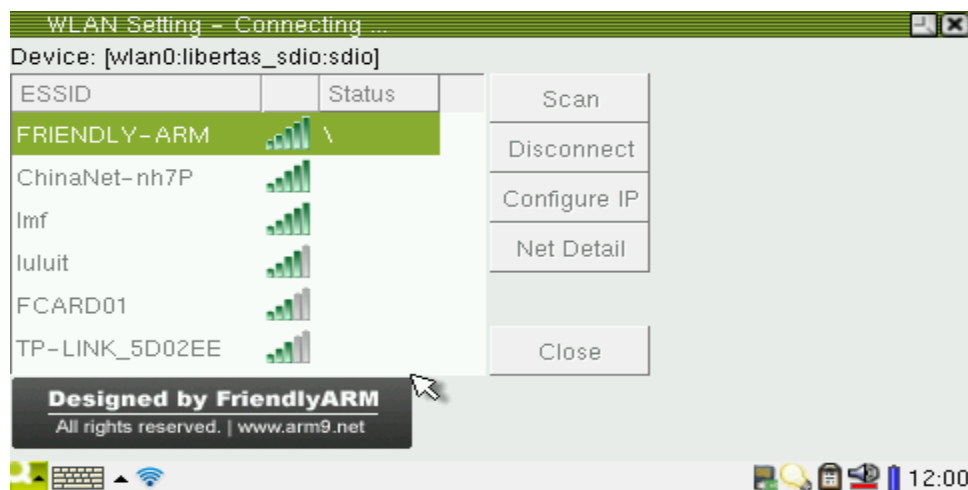 WLAN Setting - Connecting ...
Device: [wlan0:libertas_sdio:sdio]
ESSID Status
FRIENDLY-ARM \
ChinaNet-nh7P
lmf
luluit
FCARD01
TP-LINK_5D02EE
Scan
Disconnect
Configure IP
Net Detail
Close
Designed by FriendlyARM
All rights reserved. | www.arm9.net
12:00